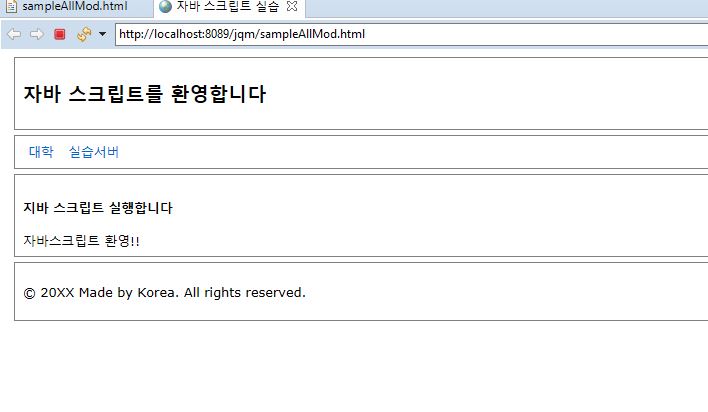 sampleAllMod.html 자바 스크립트 실습
http://localhost:8089/jqm/sampleAllMod.html
자바 스크립트를 환영합니다
대학 실습서버
지바 스크립트 실행합니다
자바스크립트 환영!!
© 20XX Made by Korea. All rights reserved.